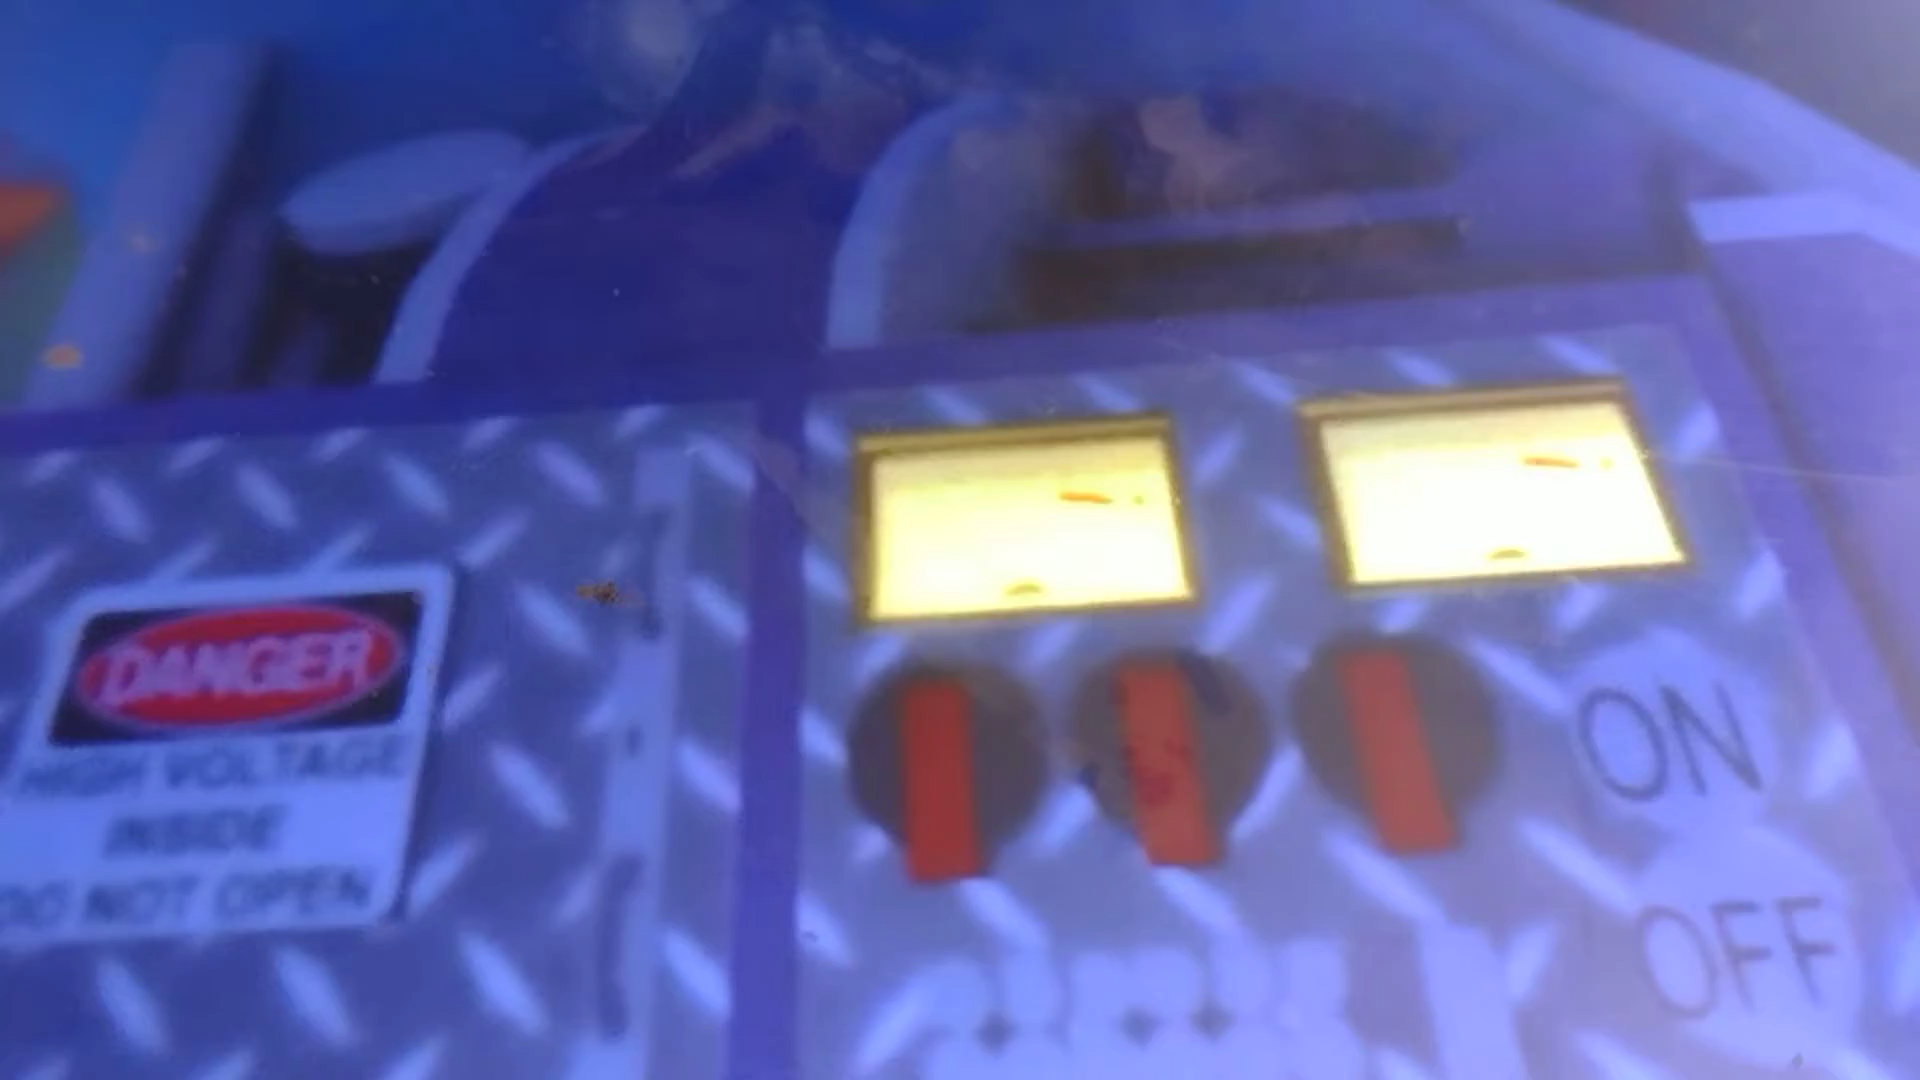 DANGER
HIGH VOLTAGE
INSIDE
DO NOT OPEN
ON
OFF